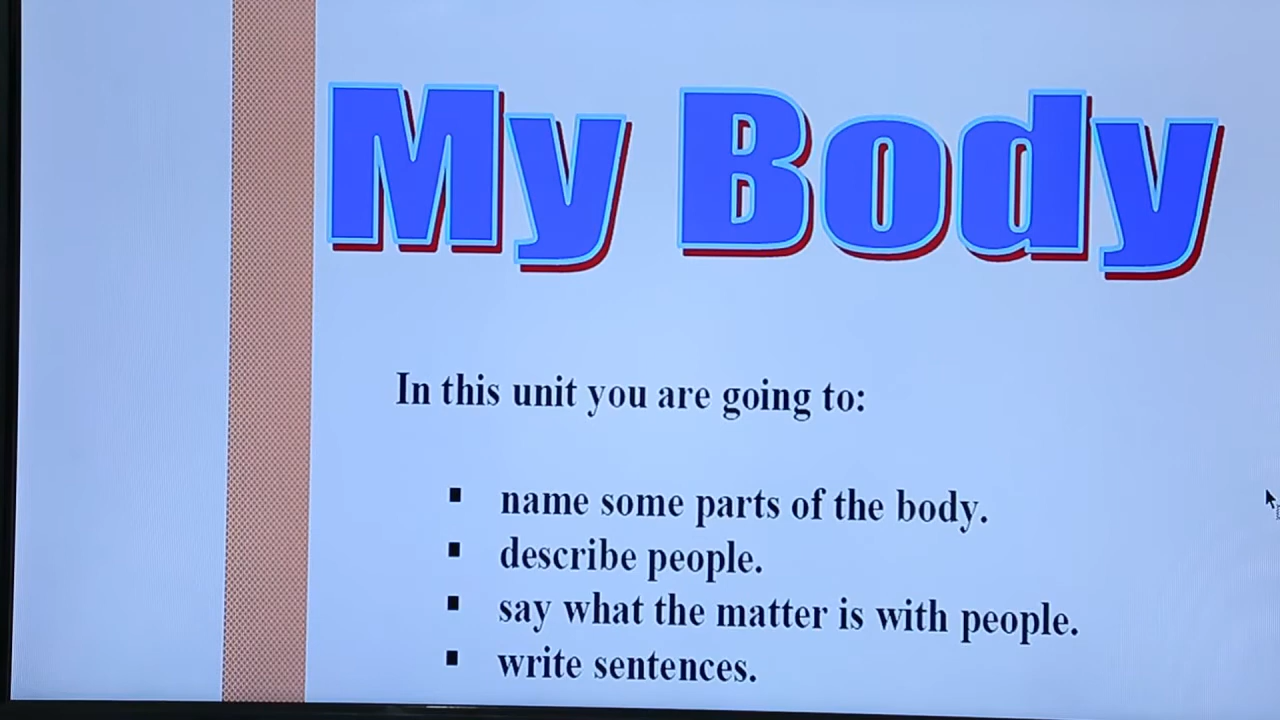 My Body
In this unit you are going to:
▪ name some parts of the body.
▪ describe people.
▪ say what the matter is with people.
▪ write sentences.